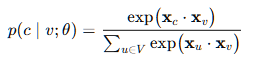 p(c | v; θ) = exp(x_c · x_v) / ∑_{u∈V} exp(x_u · x_v)